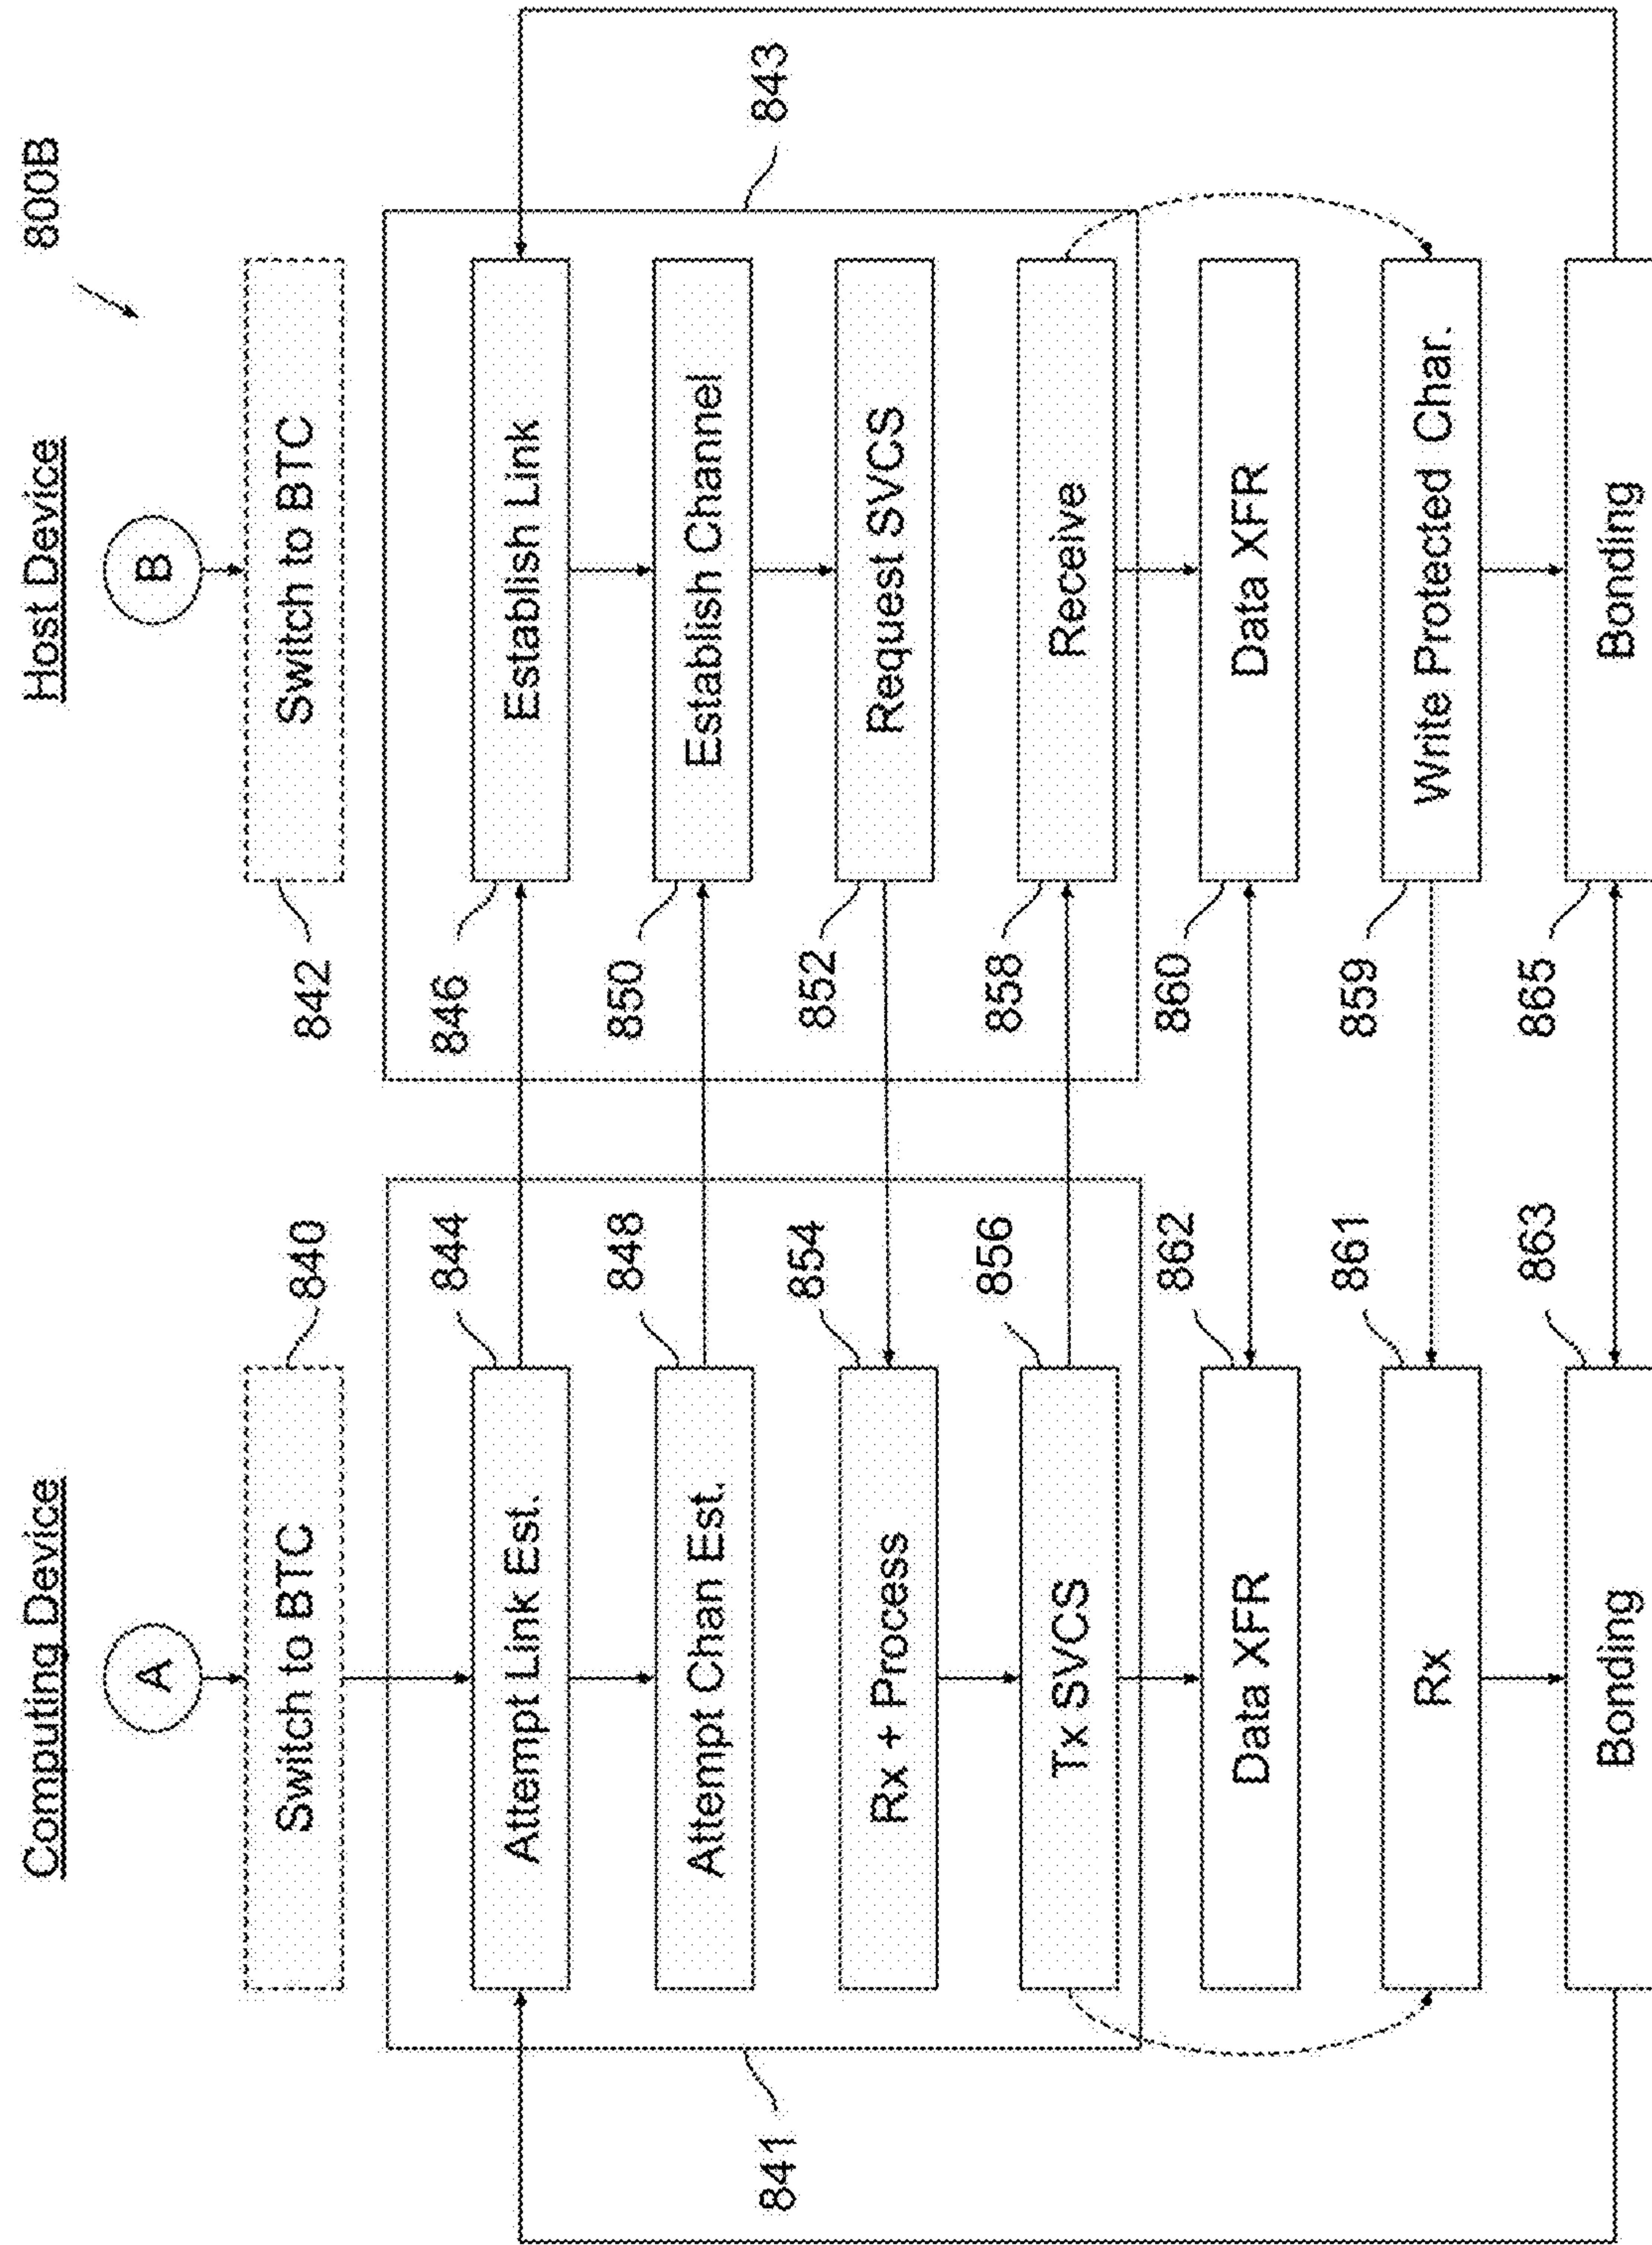 800B
Computing Device
Host Device
A
B
Switch to BTC
840
842
Switch to BTC
841
843
844
846
Attempt Link Est.
Establish Link
848
850
Attempt Chan Est.
Establish Channel
854
852
Rx + Process
Request SVCS
856
858
Tx SVCS
Receive
862
860
Data XFR
Data XFR
861
859
Rx
Write Protected Char.
863
865
Bonding
Bonding